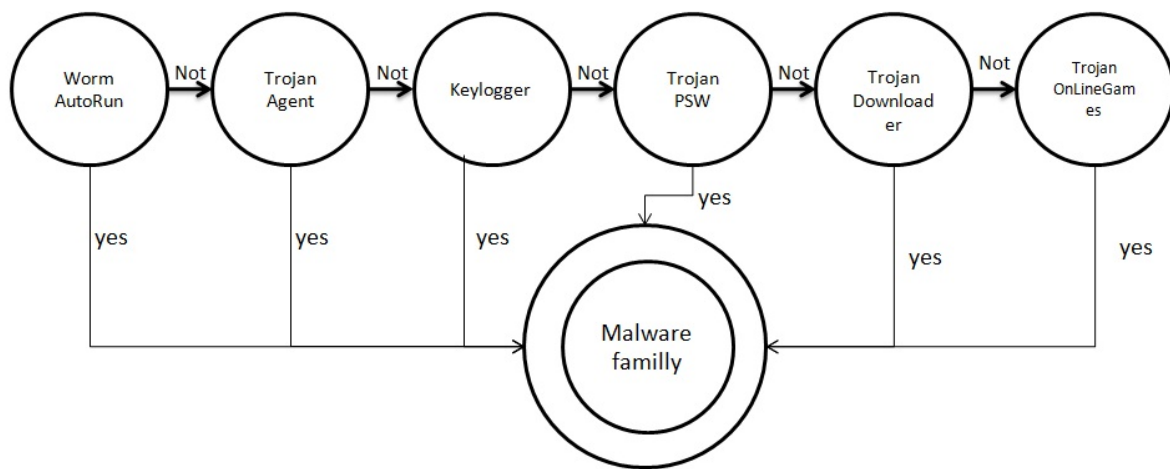 Worm
AutoRun
Not
Trojan
Agent
Not
Keylogger
Not
Trojan
PSW
Not
Trojan
Download
er
Not
Trojan
OnLineGam
es
yes
yes
yes
yes
yes
yes
Malware
familly